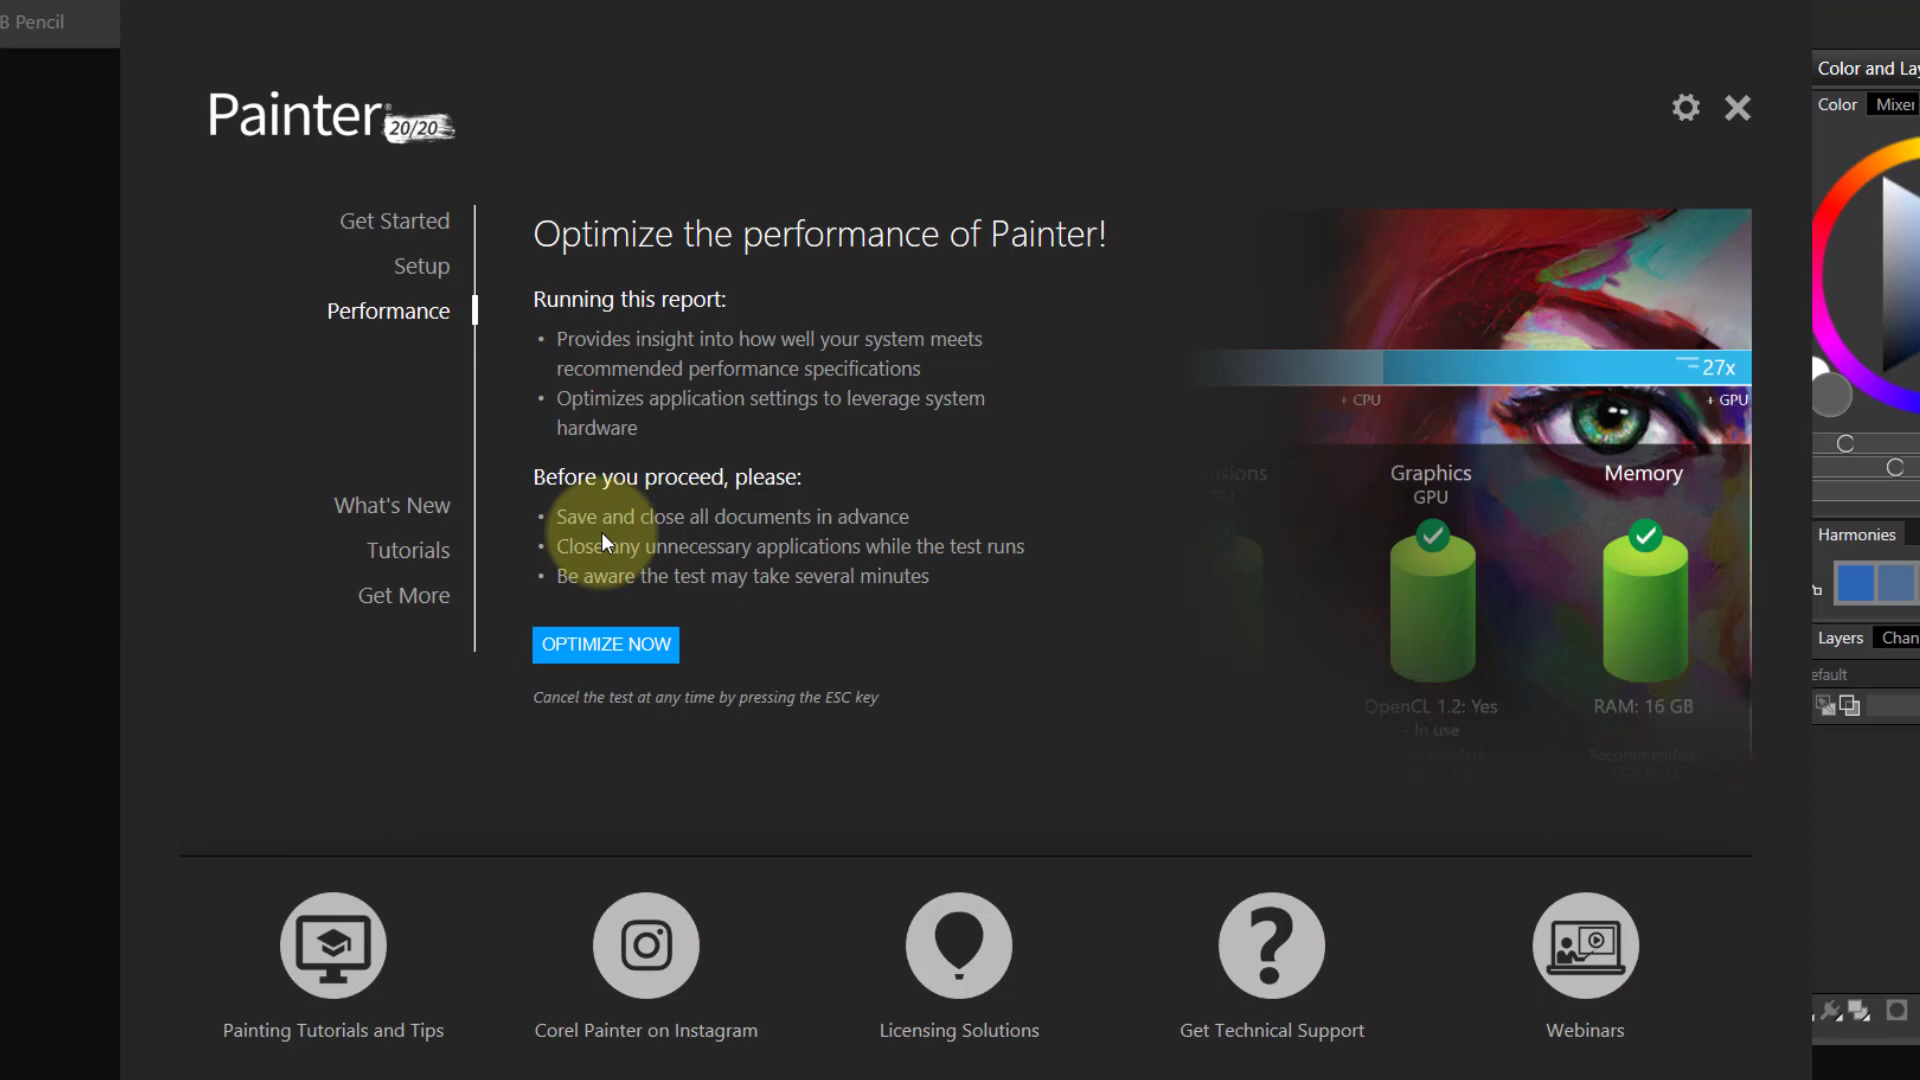 B Pencil
Painter® 20/20
Color and Lay
Color Mixer
Get Started
Setup
Performance
What's New
Tutorials
Get More
Optimize the performance of Painter!
Running this report:
• Provides insight into how well your system meets
recommended performance specifications
• Optimizes application settings to leverage system
hardware
Before you proceed, please:
• Save and close all documents in advance
• Close any unnecessary applications while the test runs
• Be aware the test may take several minutes
OPTIMIZE NOW
Cancel the test at any time by pressing the ESC key
27x
+ CPU
+ GPU
Graphics
GPU
Memory
OpenCL 1.2: Yes
- In use
RAM: 16 GB
Recommended:
Harmonies
Layers Chan
efault
Painting Tutorials and Tips
Corel Painter on Instagram
Licensing Solutions
Get Technical Support
Webinars